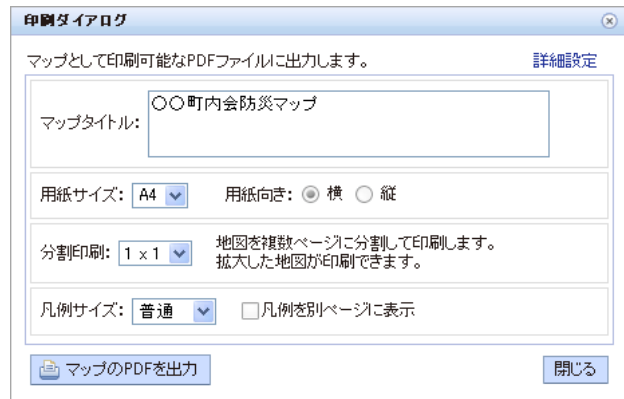 印刷ダイアログ
マップとして印刷可能なPDFファイルに出力します。 詳細設定
マップタイトル: 〇〇町内会防災マップ
用紙サイズ: A4 用紙向き: 横 縦
分割印刷: 1 x 1 地図を複数ページに分割して印刷します。
拡大した地図が印刷できます。
凡例サイズ: 普通 凡例を別ページに表示
マップのPDFを出力 閉じる